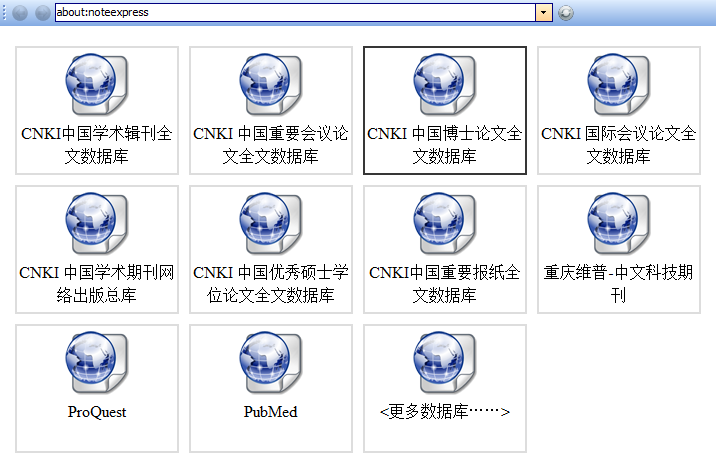 about:noteexpress
CNKI中国学术辑刊全
文数据库
CNKI 中国重要会议论
文全文数据库
CNKI 中国博士论文全
文数据库
CNKI 国际会议论文全
文数据库
CNKI 中国学术期刊网
络出版总库
CNKI 中国优秀硕士学
位论文全文数据库
CNKI中国重要报纸全
文数据库
重庆维普-中文科技期
刊
ProQuest
PubMed
<更多数据库……>